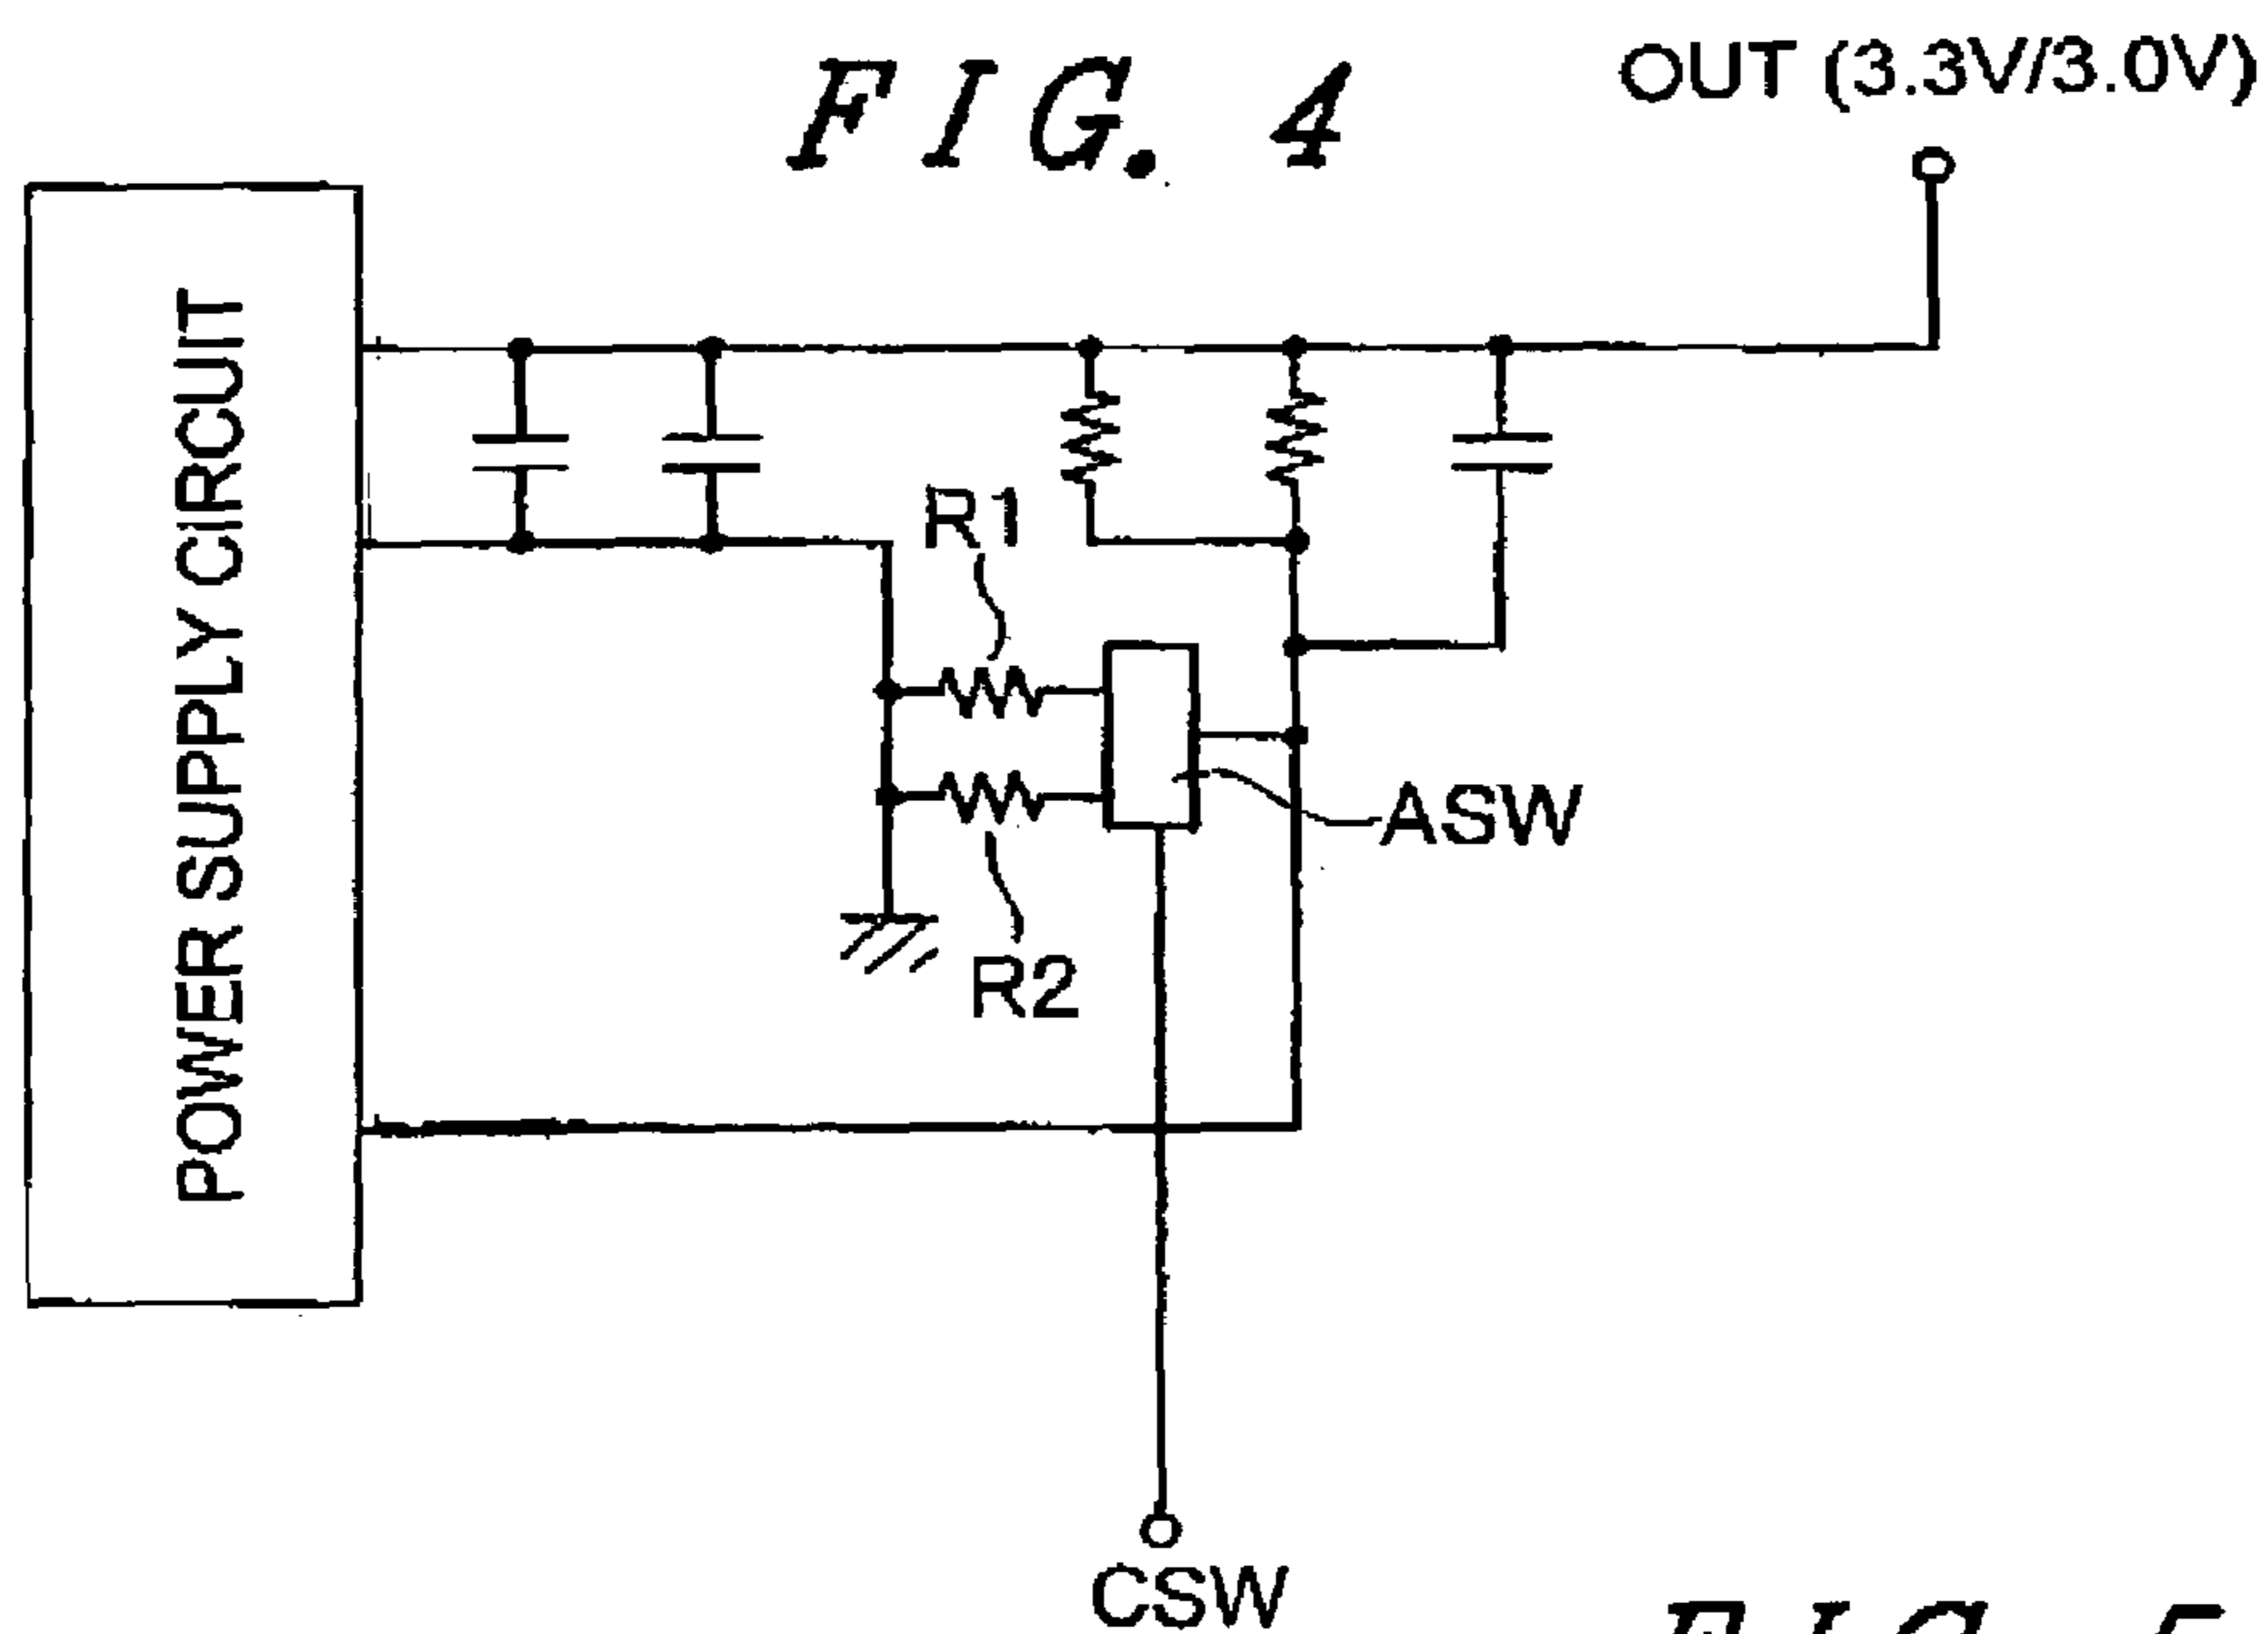 FIG. 4
OUT (3.3V/3.0V)
POWER SUPPLY CIRCUIT
R1
ASW
R2
CSW